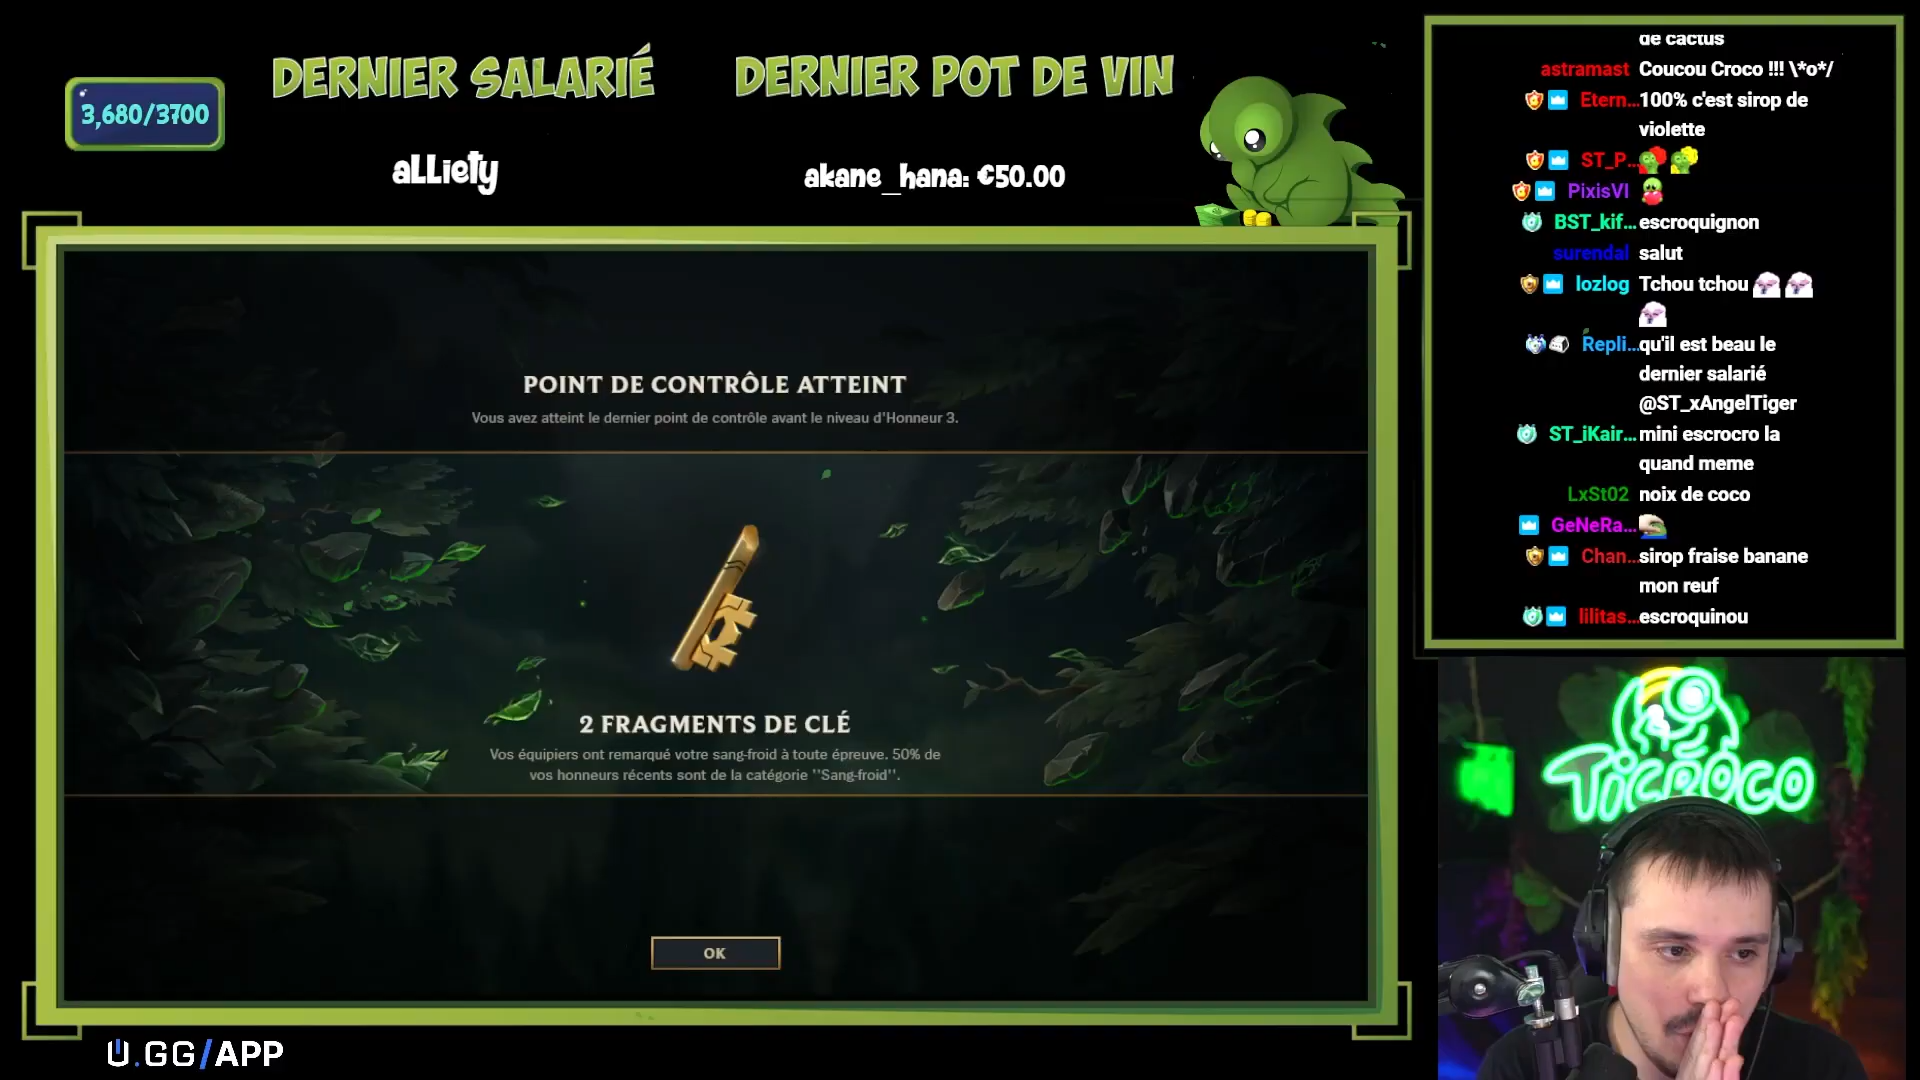 3,680/3700
DERNIER SALARIÉ
alliety
DERNIER POT DE VIN
akane_hana: €50.00
POINT DE CONTRÔLE ATTEINT
Vous avez atteint le dernier point de contrôle avant le niveau d'Honneur 3.
2 FRAGMENTS DE CLÉ
Vos équipiers ont remarqué votre sang-froid à toute épreuve. 50% de
vos honneurs récents sont de la catégorie ''Sang-froid''.
OK
U.GG/APP
de cactus
astramast Coucou Croco !!! \*o*/
Etern... 100% c'est sirop de
violette
ST_P...
PixisVI
BST_kif... escroquignon
surendal salut
lozlog Tchou tchou
Repli... qu'il est beau le
dernier salarié
@ST_xAngelTiger
ST_iKair... mini escrocro la
quand meme
LxSt02 noix de coco
GeNeRa...
Chan... sirop fraise banane
mon reuf
lilitas... escroquinou
TiCROCO